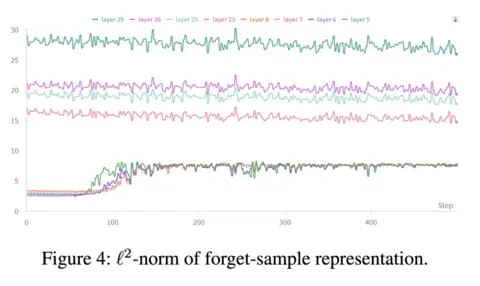 layer 29 layer 26 layer 25 layer 23 layer 8 layer 7 layer 6 layer 5
30
25
20
15
10
5
0
Step
0 100 200 300 400
Figure 4: ℓ²-norm of forget-sample representation.